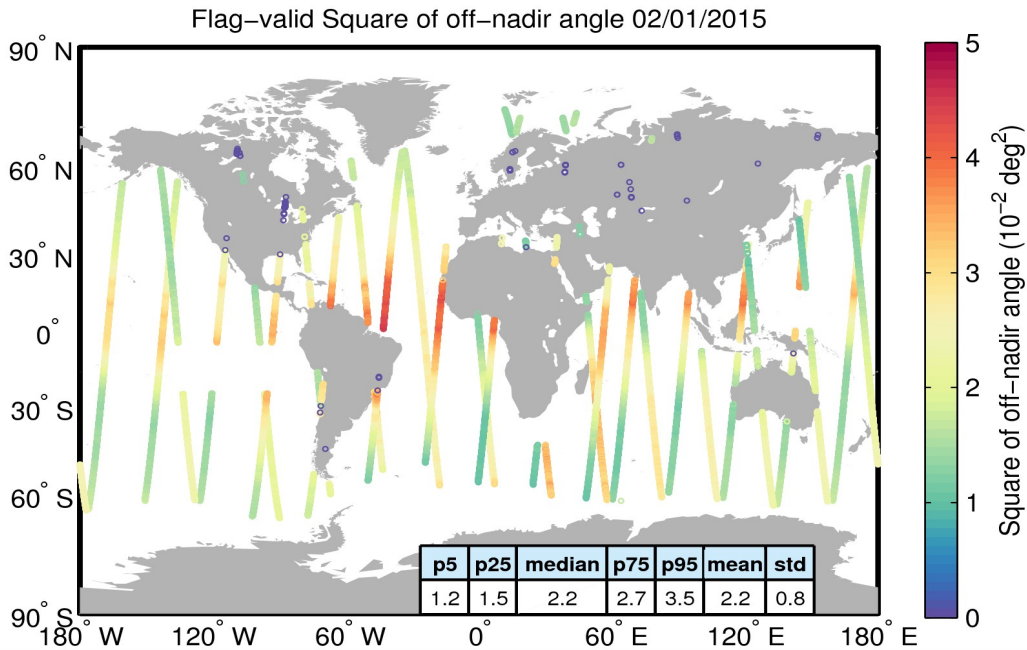 Flag−valid Square of off−nadir angle 02/01/2015
90° N
60° N
30° N
0°
30° S
60° S
90° S
180° W
120° W
60° W
0°
60° E
120° E
180° E
p5 p25 median p75 p95 mean std
1.2 1.5 2.2 2.7 3.5 2.2 0.8
5
4
3
2
1
0
Square of off−nadir angle (10−2 deg2)